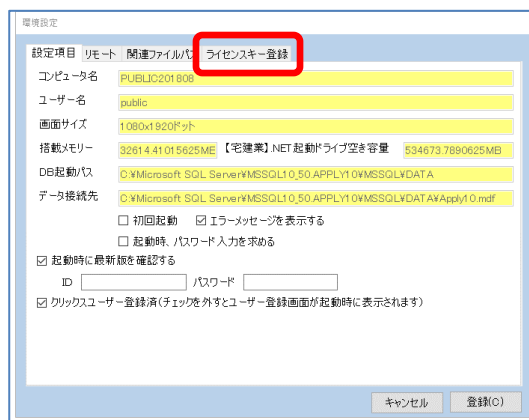 環境設定
設定項目 リモート 関連ファイルパス ライセンスキー登録
コンピュータ名 PUBLIC201808
ユーザー名 public
画面サイズ 1080x1920ドット
搭載メモリー 32614.41015625MB 【宅建業】.NET起動ドライブ空き容量 534673.7890625MB
DB起動パス C:¥Microsoft SQL Server¥MSSQL10_50.APPLY10¥MSSQL¥DATA
データ接続先 C:¥Microsoft SQL Server¥MSSQL10_50.APPLY10¥MSSQL¥DATA¥Apply10.mdf
初回起動 エラーメッセージを表示する
起動時、パスワード入力を求める
起動時に最新版を確認する
ID パスワード
クリックスユーザー登録済(チェックを外すとユーザー登録画面が起動時に表示されます)
キャンセル 登録(C)